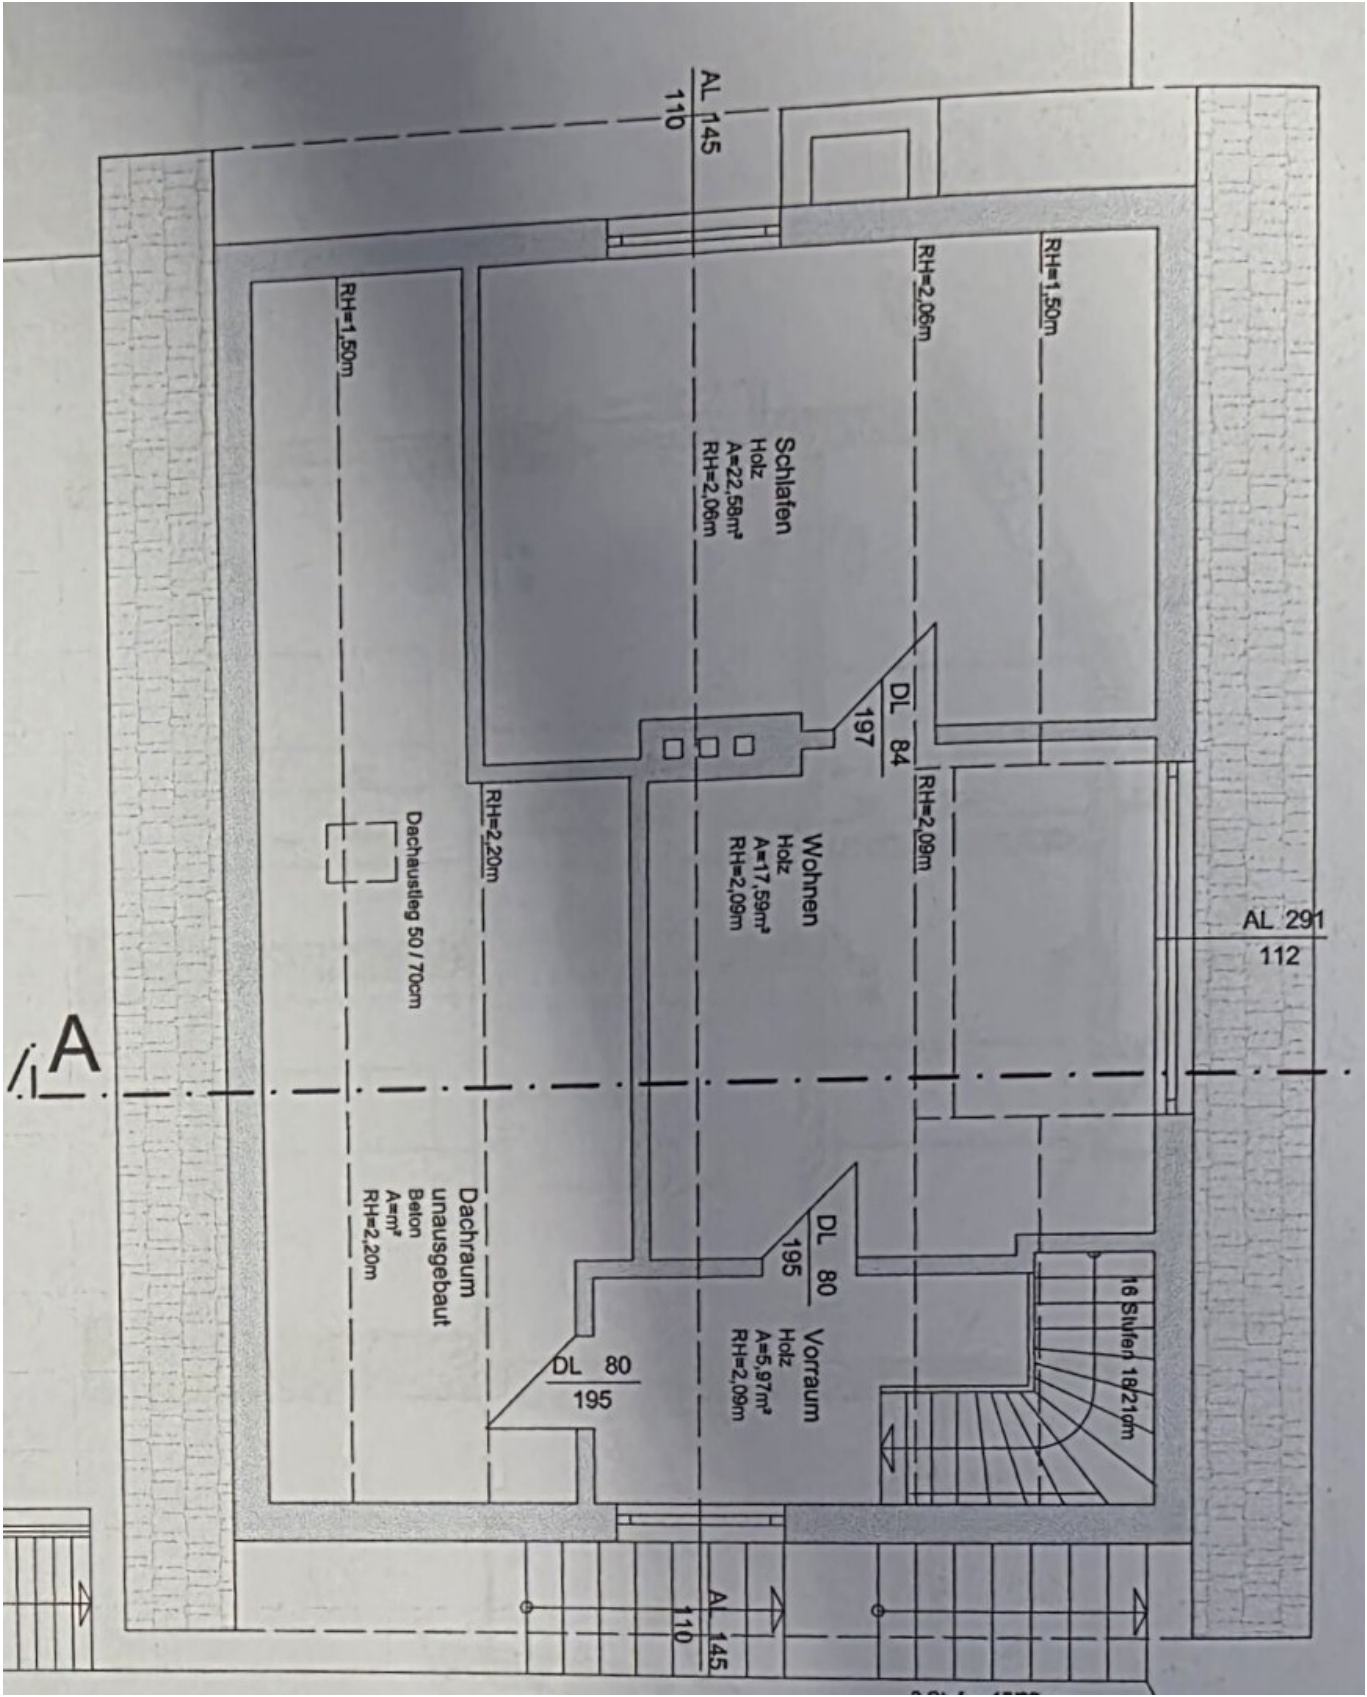 AL 145
110
RH=1,50m
RH=2,06m
RH=1,50m
Schlafen
Holz
A=22,58m²
RH=2,06m
DL 84
197
RH=2,20m
RH=2,09m
Wohnen
Holz
A=17,59m²
RH=2,09m
Dachaustieg 50 / 70cm
AL 291
112
A
Dachraum
unausgebaut
Beton
A=m²
RH=2,20m
DL 80
195
16 Stufen 18/21cm
Vorraum
Holz
A=5,97m²
RH=2,09m
DL 80
195
AL 145
110